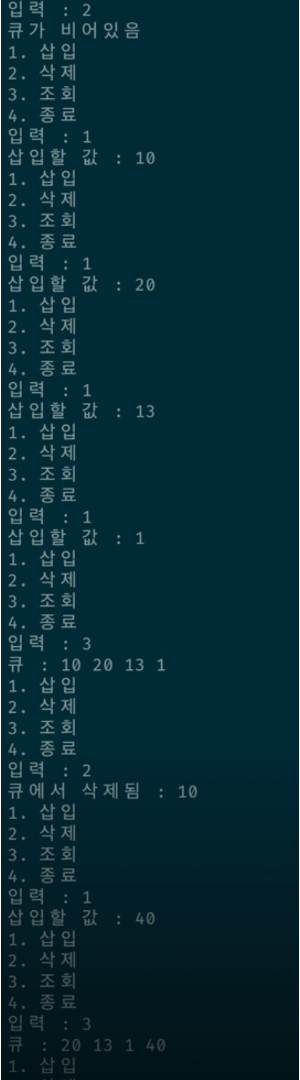 입력 : 2
큐가 비어있음
1. 삽입
2. 삭제
3. 조회
4. 종료
입력 : 1
삽입할 값 : 10
1. 삽입
2. 삭제
3. 조회
4. 종료
입력 : 1
삽입할 값 : 20
1. 삽입
2. 삭제
3. 조회
4. 종료
입력 : 1
삽입할 값 : 13
1. 삽입
2. 삭제
3. 조회
4. 종료
입력 : 1
삽입할 값 : 1
1. 삽입
2. 삭제
3. 조회
4. 종료
입력 : 3
큐 : 10 20 13 1
1. 삽입
2. 삭제
3. 조회
4. 종료
입력 : 2
큐에서 삭제됨 : 10
1. 삽입
2. 삭제
3. 조회
4. 종료
입력 : 1
삽입할 값 : 40
1. 삽입
2. 삭제
3. 조회
4. 종료
입력 : 3
큐 : 20 13 1 40
1. 삽입